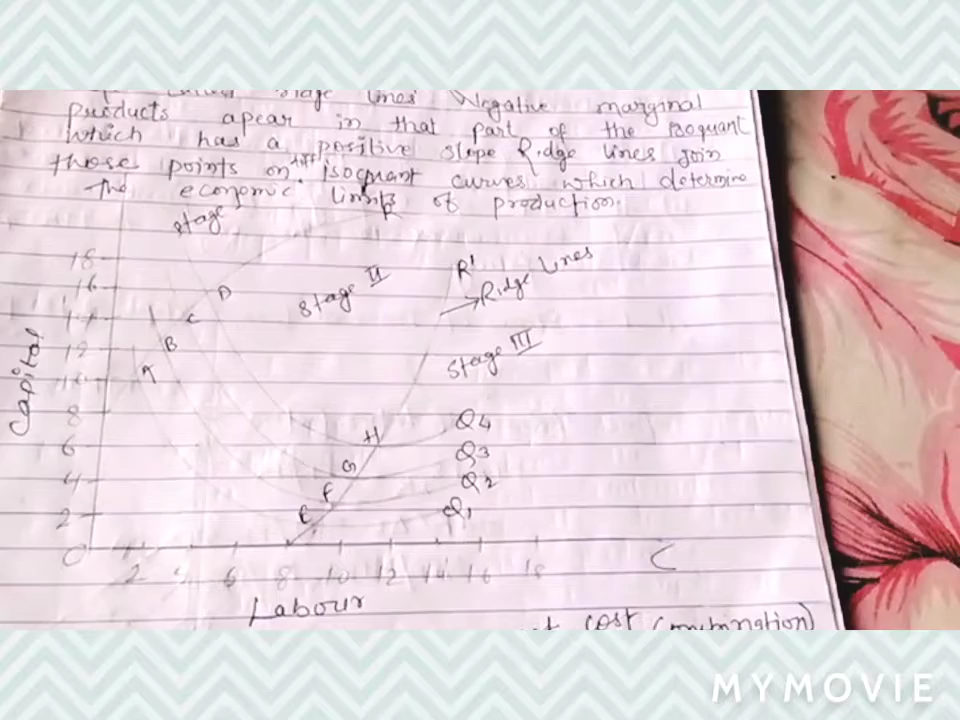 lines Negative marginal
products apear in that part of the Isoquant
which has a positive slope Ridge lines join
those points on isoquant curves which determine
the economic limits of production.
stage
R
18
16
D
Stage II
R'
Ridge Lines
C
14
B
12
Stage III
A
10
Capital
8
Q4
H
6
Q3
G
4
Q2
F
2
E
Q1
0
2 4 6 8 10 12 14 16 18
Labour
cost combination)
MYMOVIE